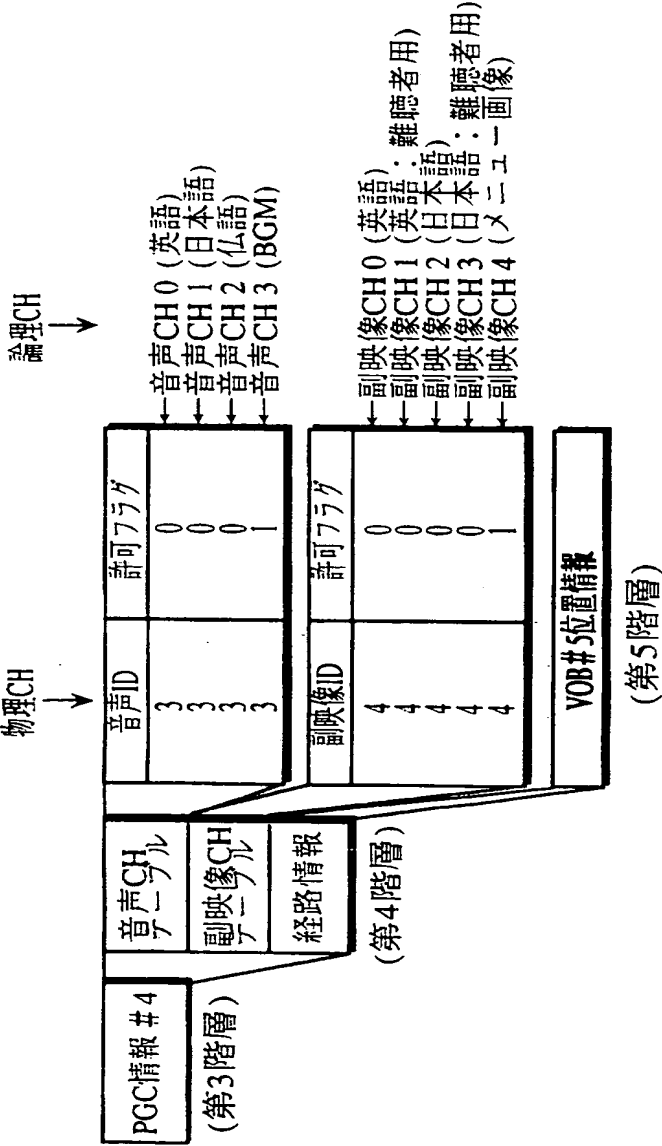 物理CH
論理CH
PGC情報#4
(第3階層)
音声CH
テーブル
副映像CH
テーブル
経路情報
(第4階層)
音声ID 許可フラグ
3 0 音声CH 0 (英語)
3 0 音声CH 1 (日本語)
3 0 音声CH 2 (仏語)
3 1 音声CH 3 (BGM)
副映像ID 許可フラグ
4 0 副映像CH 0 (英語)
4 0 副映像CH 1 (英語:難聴者用)
4 0 副映像CH 2 (日本語)
4 0 副映像CH 3 (日本語:難聴者用)
4 1 副映像CH 4 (メニュー画像)
VOB#5位置情報
(第5階層)